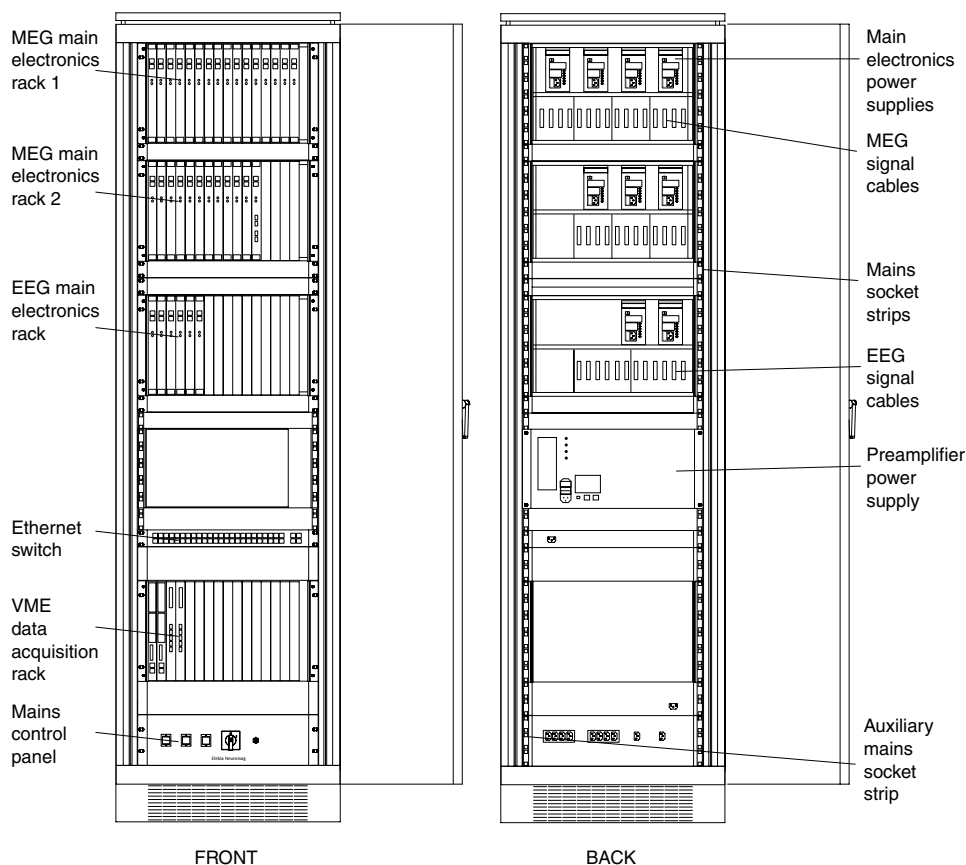 MEG main
electronics
rack 1
MEG main
electronics
rack 2
EEG main
electronics
rack
Ethernet
switch
VME
data
acquisition
rack
Mains
control
panel
Elekta Neuromag
FRONT
Main
electronics
power
supplies
MEG
signal
cables
Mains
socket
strips
EEG
signal
cables
Preamplifier
power
supply
Auxiliary
mains
socket
strip
BACK